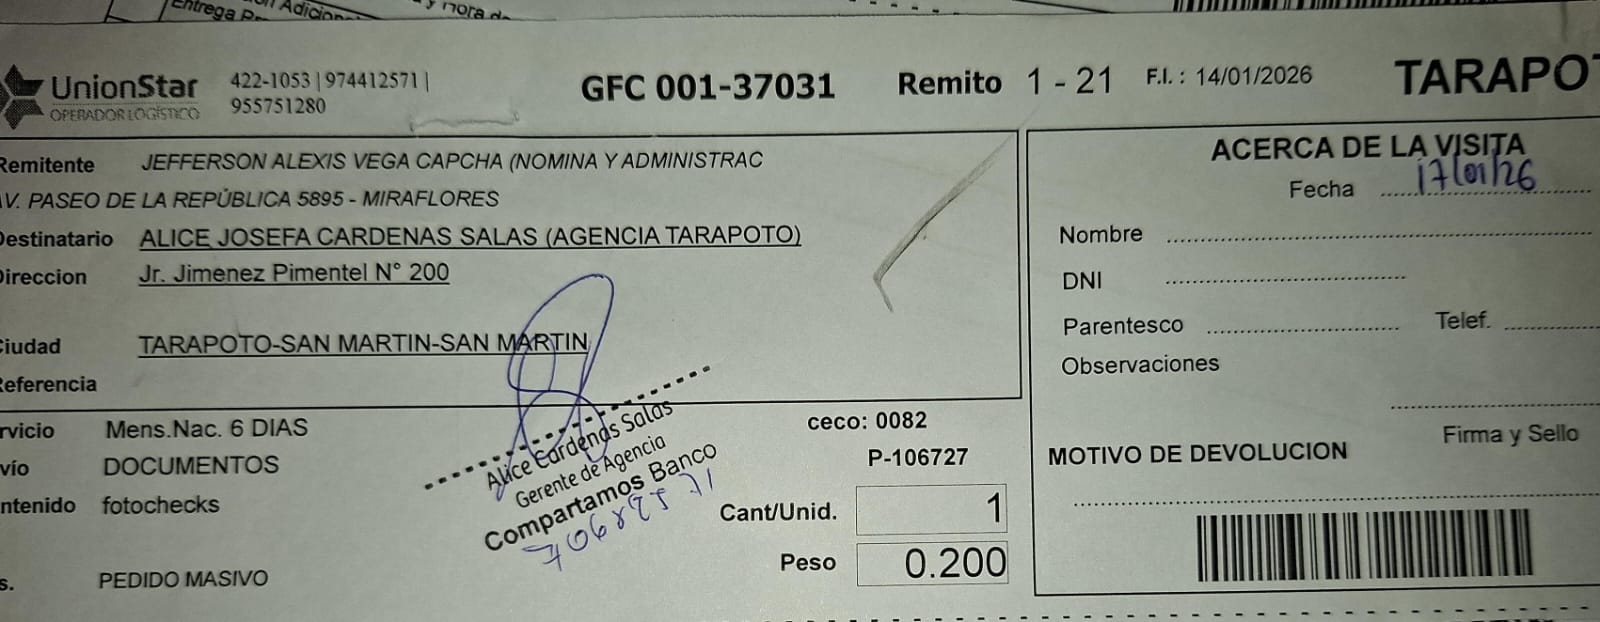 Entrega
UnionStar
OPERADOR LOGÍSTICO
422-1053 | 974412571 |
955751280
GFC 001-37031
Remito 1 - 21
F.I. : 14/01/2026
TARAPOT
Remitente JEFFERSON ALEXIS VEGA CAPCHA (NOMINA Y ADMINISTRAC
AV. PASEO DE LA REPÚBLICA 5895 - MIRAFLORES
Destinatario ALICE JOSEFA CARDENAS SALAS (AGENCIA TARAPOTO)
Direccion Jr. Jimenez Pimentel N° 200
Ciudad TARAPOTO-SAN MARTIN-SAN MARTIN
Referencia
rvicio Mens.Nac. 6 DIAS
vío DOCUMENTOS
ntenido fotochecks
s. PEDIDO MASIVO
Alice Cardenas Salas
Gerente de Agencia
Compartamos Banco
ceco: 0082
P-106727
Cant/Unid. 1
Peso 0.200
ACERCA DE LA VISITA
Fecha 17/01/26
Nombre
DNI
Parentesco Telef.
Observaciones
Firma y Sello
MOTIVO DE DEVOLUCION